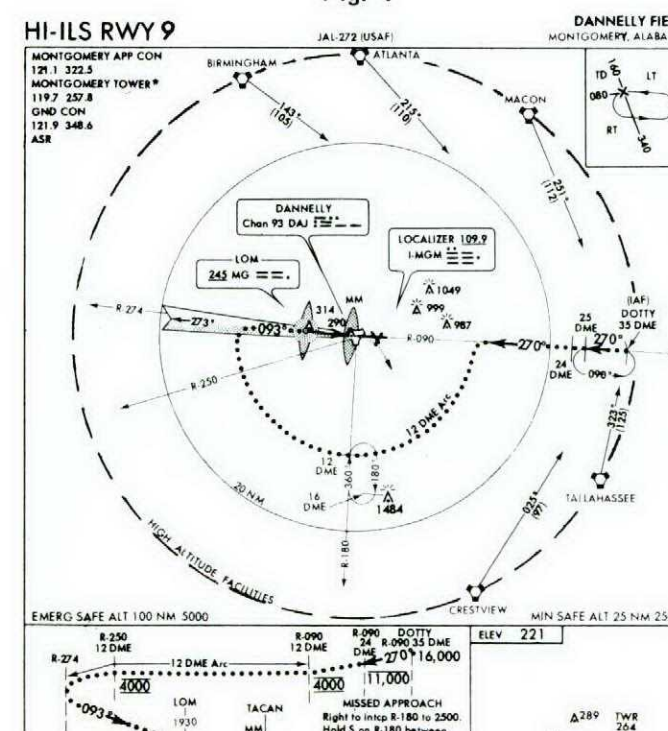 HI-ILS RWY 9
JAL-272 (USAF)
DANNELLY FIE
MONTGOMERY, ALABA
MONTGOMERY APP CON
121.1 322.5
MONTGOMERY TOWER*
119.7 257.8
GND CON
121.9 348.6
ASR
BIRMINGHAM
ATLANTA
MACON
160
TD
LT
080
RT
340
143°
(105)
215°
(110)
251°
(112)
DANNELLY
Chan 93 DAJ
LOCALIZER 109.9
I-MGM
LOM
245 MG
1049
999
987
MM
314
290
R-274
273°
093°
R-090
270°
(IAF)
DOTTY
35 DME
25
DME
270°
24
DME
090°
R-250
12 DME Arc
323°
(125)
12
DME
360°
180°
16
DME
1484
20 NM
TALLAHASSEE
025°
(97)
R-180
HIGH ALTITUDE FACILITIES
CRESTVIEW
EMERG SAFE ALT 100 NM 5000
MIN SAFE ALT 25 NM 25
R-250
12 DME
R-090
12 DME
R-090
24
DME
DOTTY
R-090 35 DME
R-274
12 DME Arc
270°
16,000
11,000
4000
4000
093°
LOM
1930
TACAN
MM
MISSED APPROACH
Right to intcp R-180 to 2500.
Hold S on R-180 between
ELEV 221
289
TWR
264